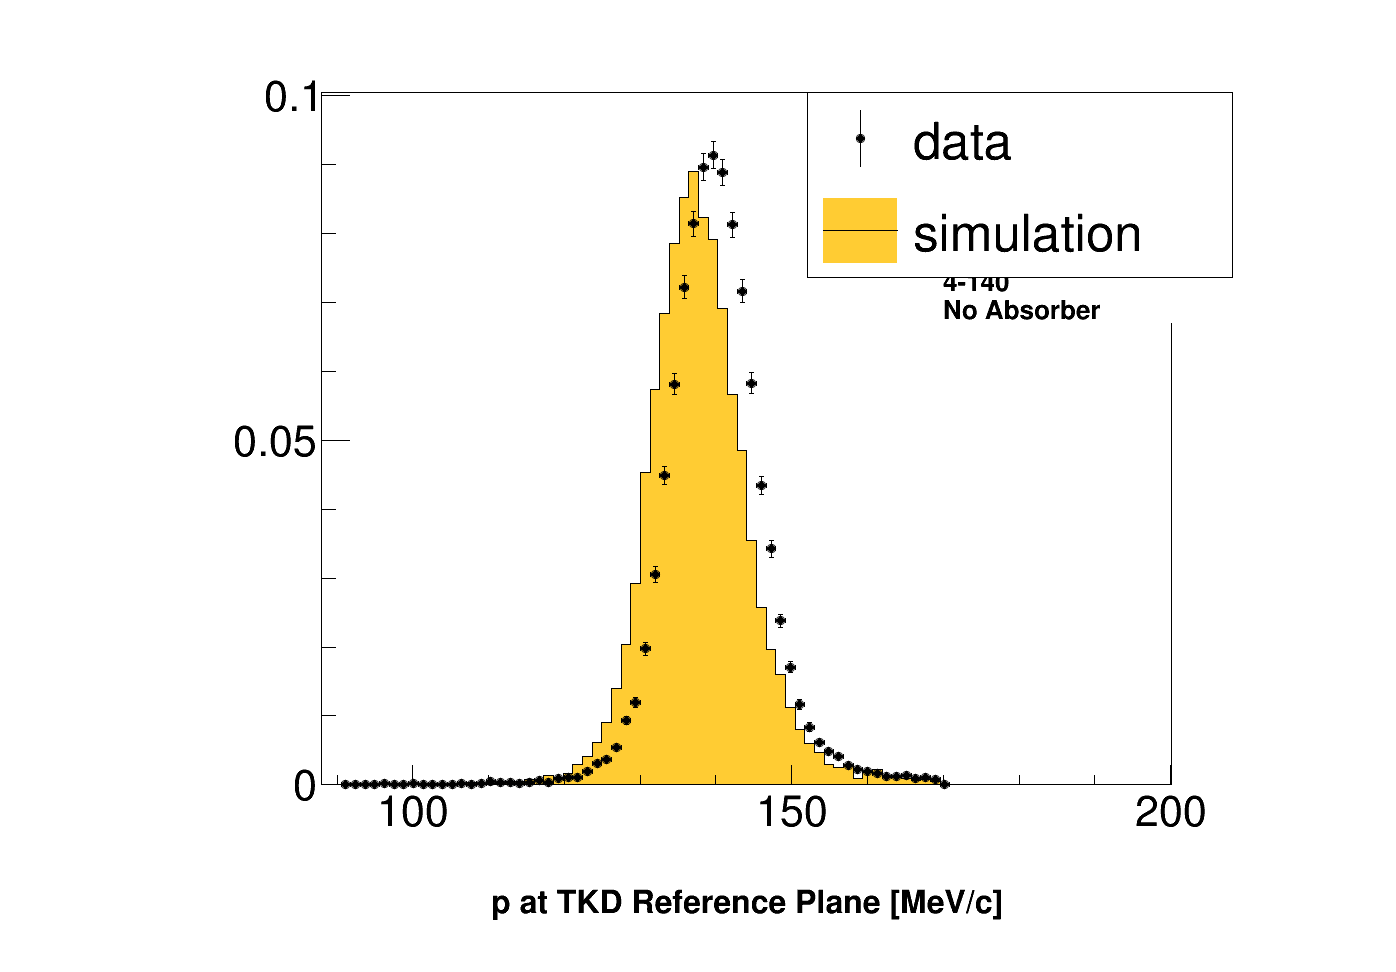 0.1
data
simulation
4-140
No Absorber
0.05
0
100
150
200
p at TKD Reference Plane [MeV/c]